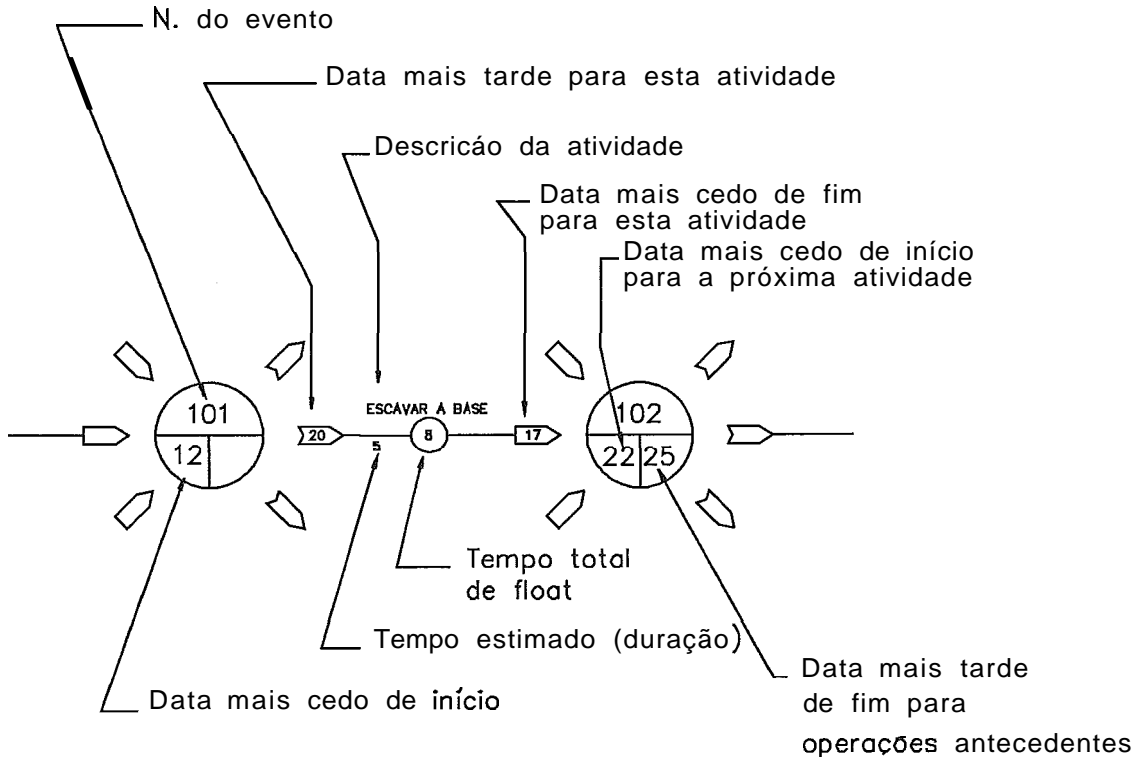 N. do evento
Data mais tarde para esta atividade
Descricáo da atividade
Data mais cedo de fim
para esta atividade
Data mais cedo de início
para a próxima atividade
101
12
20
ESCAVAR A BASE
5
8
17
102
22 25
Tempo total
de float
Tempo estimado (duração)
Data mais cedo de início
Data mais tarde
de fim para
operações antecedentes